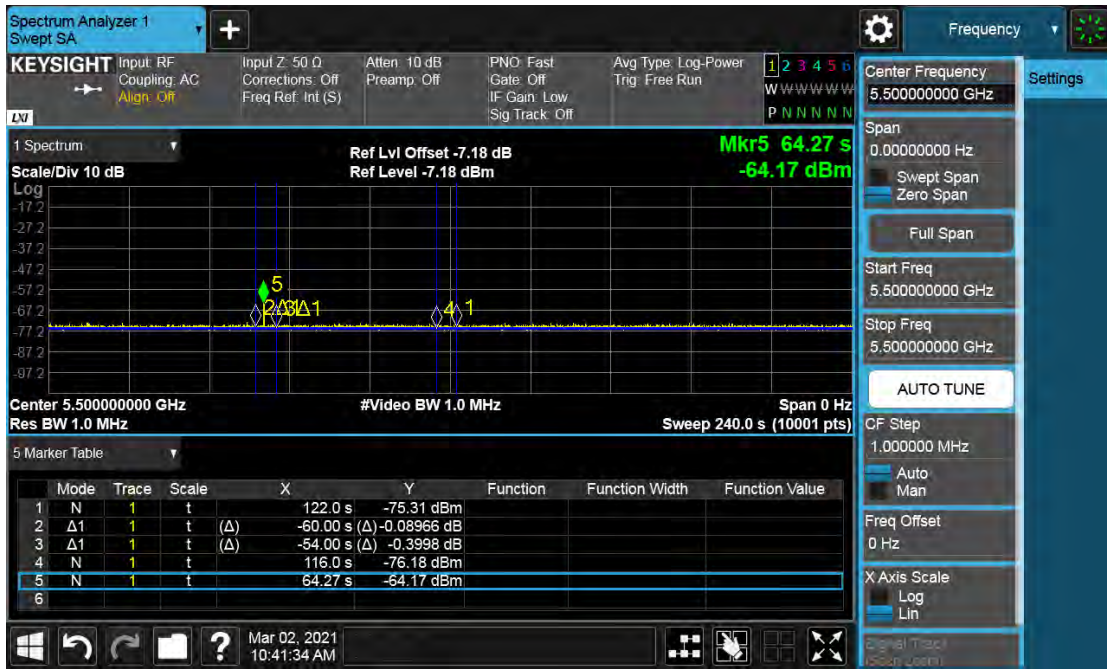 Spectrum Analyzer 1
Swept SA
+
Frequency
KEYSIGHT
LXI
Input: RF
Coupling: AC
Align: Off
Input Z: 50 Ω
Corrections: Off
Freq Ref: Int (S)
Atten: 10 dB
Preamp: Off
PNO: Fast
Gate: Off
IF Gain: Low
Sig Track: Off
Avg Type: Log-Power
Trig: Free Run
1 2 3 4 5 6
W W W W W W
P N N N N N
1 Spectrum
Scale/Div 10 dB
Ref Lvl Offset -7.18 dB
Ref Level -7.18 dBm
Mkr5 64.27 s
-64.17 dBm
Log
-17.2
-27.2
-37.2
-47.2
-57.2
-67.2
-77.2
-87.2
-97.2
5
2Δ1
3Δ1
4
1
Center 5.500000000 GHz
#Video BW 1.0 MHz
Span 0 Hz
Res BW 1.0 MHz
Sweep 240.0 s (10001 pts)
5 Marker Table
Mode Trace Scale X Y Function Function Width Function Value
1 N 1 t 122.0 s -75.31 dBm
2 Δ1 1 t (Δ) -60.00 s (Δ) -0.08966 dB
3 Δ1 1 t (Δ) -54.00 s (Δ) -0.3998 dB
4 N 1 t 116.0 s -76.18 dBm
5 N 1 t 64.27 s -64.17 dBm
6
?
Mar 02, 2021
10:41:34 AM
Center Frequency
5.500000000 GHz
Span
0.00000000 Hz
Swept Span
Zero Span
Full Span
Start Freq
5.500000000 GHz
Stop Freq
5.500000000 GHz
AUTO TUNE
CF Step
1.000000 MHz
Auto
Man
Freq Offset
0 Hz
X Axis Scale
Log
Lin
Signal Track
(Span Zoom)
Settings